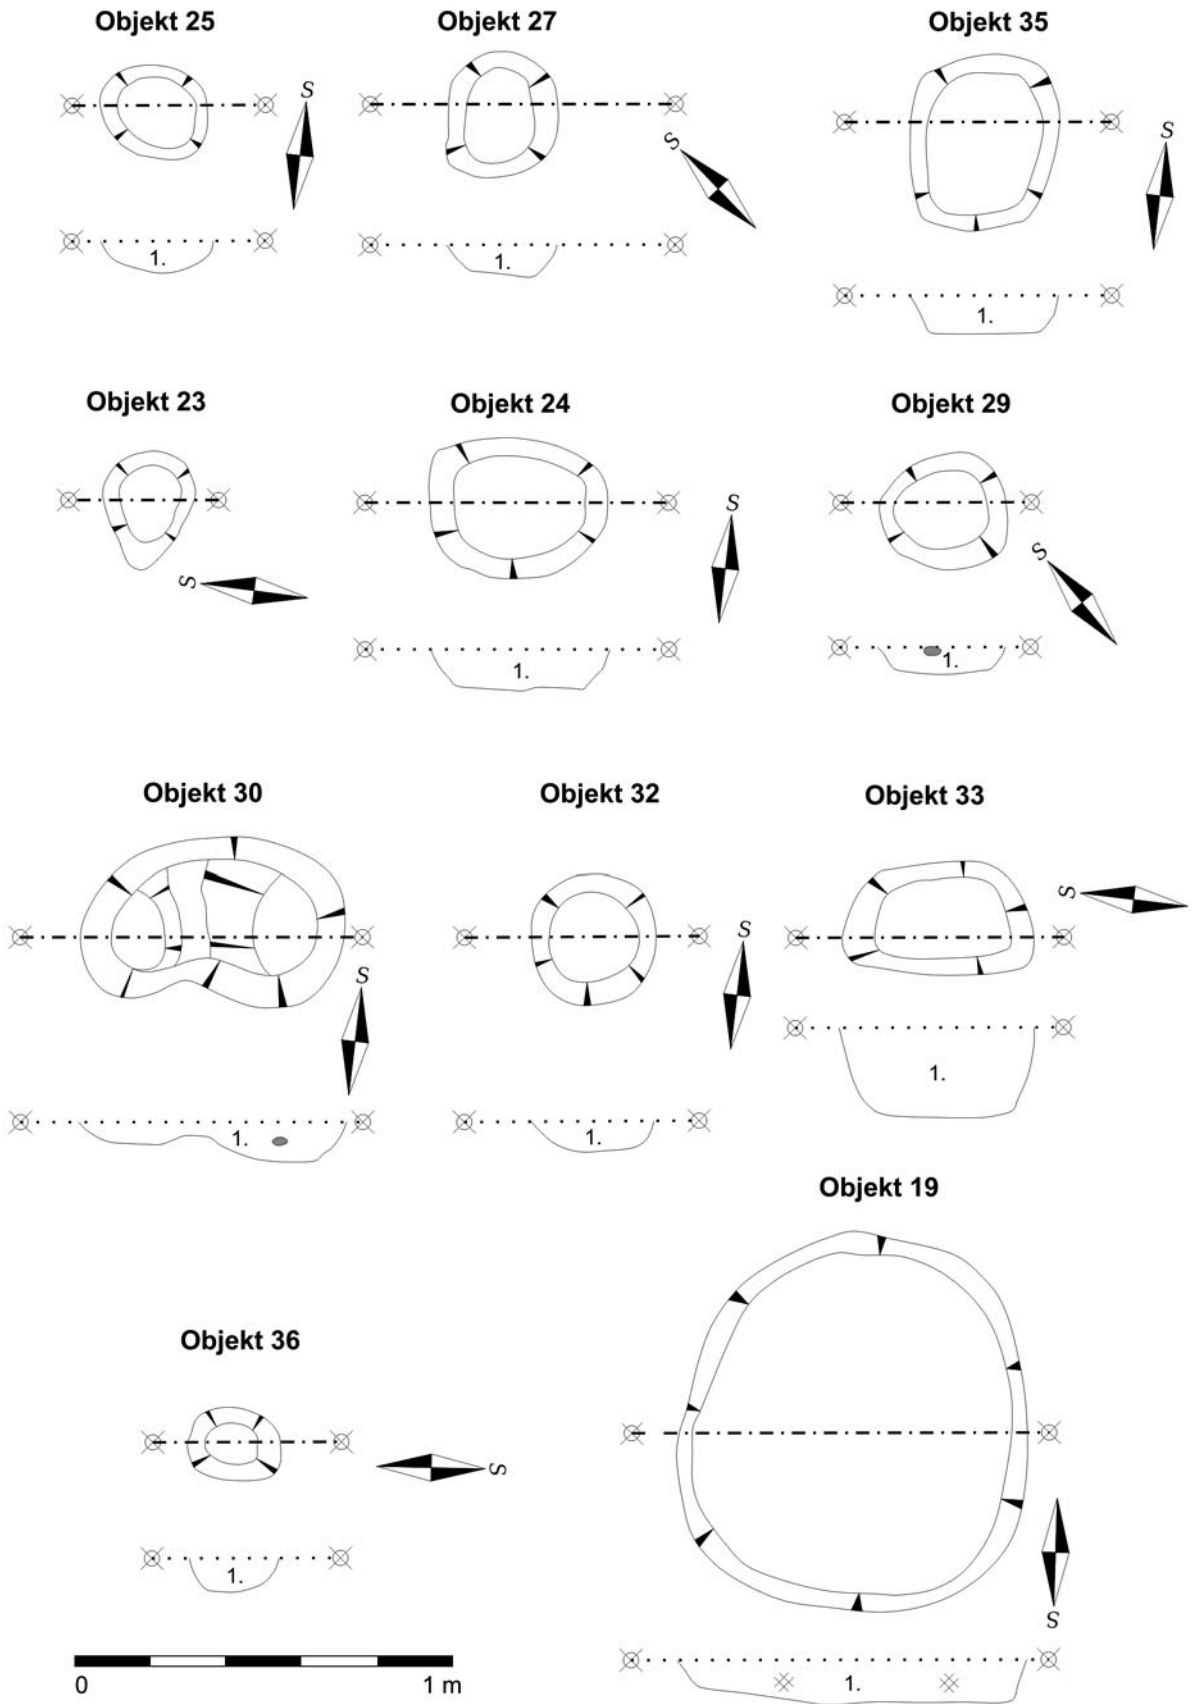 Objekt 25
Objekt 27
Objekt 35
S
S
S
1.
1.
1.
Objekt 23
Objekt 24
Objekt 29
S
S
S
1.
1.
Objekt 30
Objekt 32
Objekt 33
S
S
S
1.
1.
1.
Objekt 19
Objekt 36
S
1.
S
1.
0 1 m